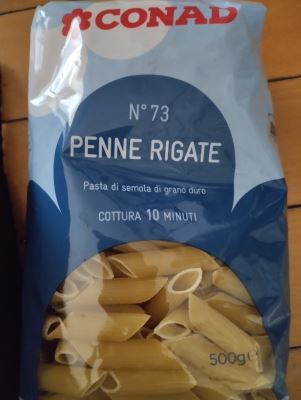 CONAD
N°73
PENNE RIGATE
Pasta di semola di grano duro
COTTURA 10 MINUTI
500g℮